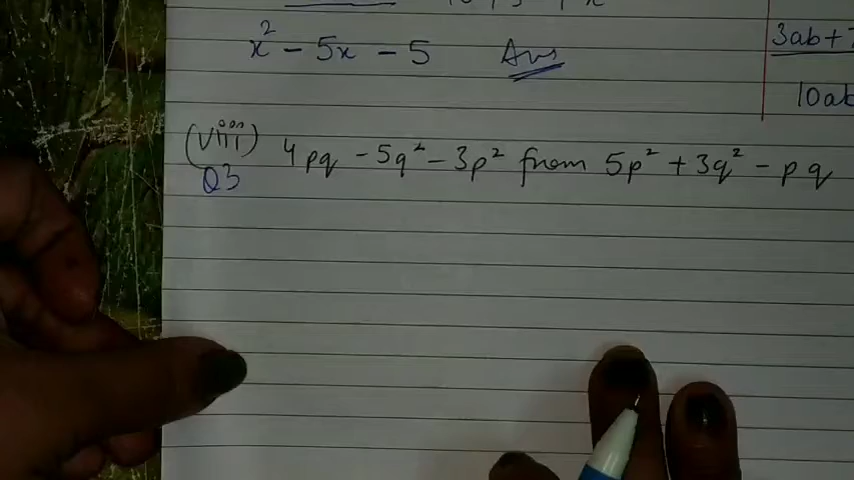 x² - 5x - 5 Ans
3ab+
10ab
(Viii) 4pq - 5q² - 3p² from 5p² + 3q² - pq
Q3